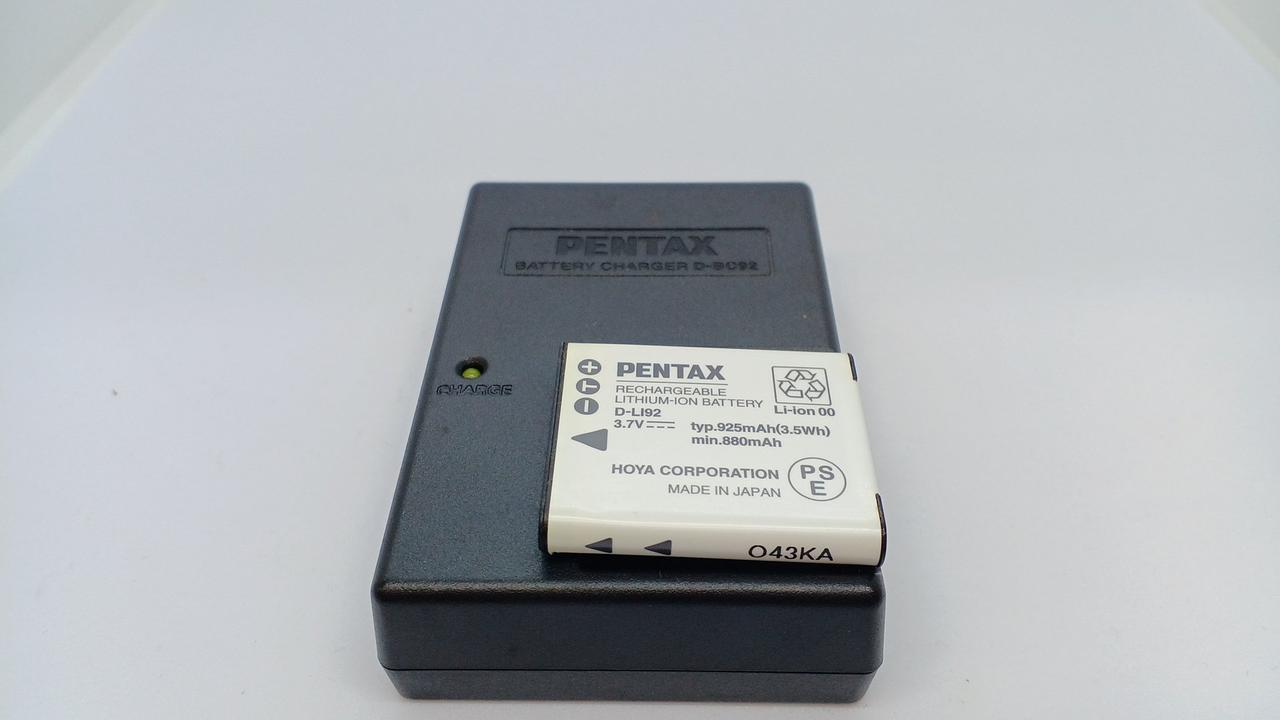 PENTAX
BATTERY CHARGER D-BC92
CHARGE
+
T
−
PENTAX
RECHARGEABLE
LITHIUM-ION BATTERY
D-LI92
3.7V⎓ typ.925mAh(3.5Wh)
min.880mAh
Li-ion 00
HOYA CORPORATION
MADE IN JAPAN
PS
E
O43KA